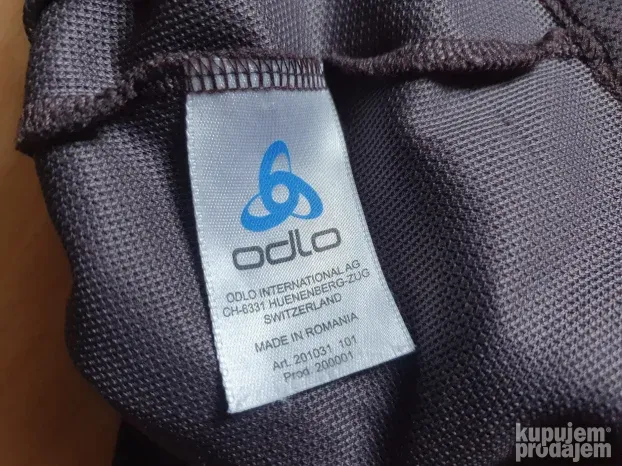 odlo
ODLO INTERNATIONAL AG
CH-6331 HUENENBERG-ZUG
SWITZERLAND
MADE IN ROMANIA
Art. 201031 101
Prod. 200001
kupujem
prodajem